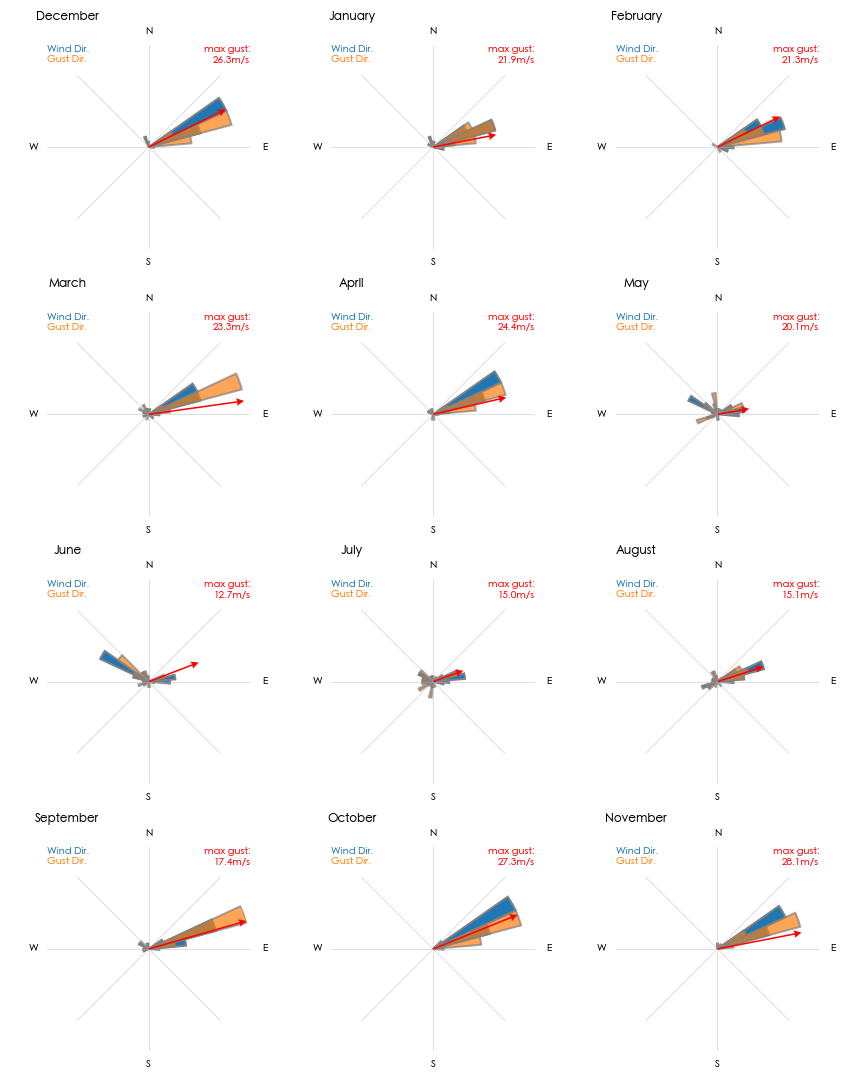 December
N
Wind Dir.
Gust Dir.
max gust:
26.3m/s
W
E
S
January
N
Wind Dir.
Gust Dir.
max gust:
21.9m/s
W
E
S
February
N
Wind Dir.
Gust Dir.
max gust:
21.3m/s
W
E
S
March
N
Wind Dir.
Gust Dir.
max gust:
23.3m/s
W
E
S
April
N
Wind Dir.
Gust Dir.
max gust:
24.4m/s
W
E
S
May
N
Wind Dir.
Gust Dir.
max gust:
20.1m/s
W
E
S
June
N
Wind Dir.
Gust Dir.
max gust:
12.7m/s
W
E
S
July
N
Wind Dir.
Gust Dir.
max gust:
15.0m/s
W
E
S
August
N
Wind Dir.
Gust Dir.
max gust:
15.1m/s
W
E
S
September
N
Wind Dir.
Gust Dir.
max gust:
17.4m/s
W
E
S
October
N
Wind Dir.
Gust Dir.
max gust:
27.3m/s
W
E
S
November
N
Wind Dir.
Gust Dir.
max gust:
28.1m/s
W
E
S